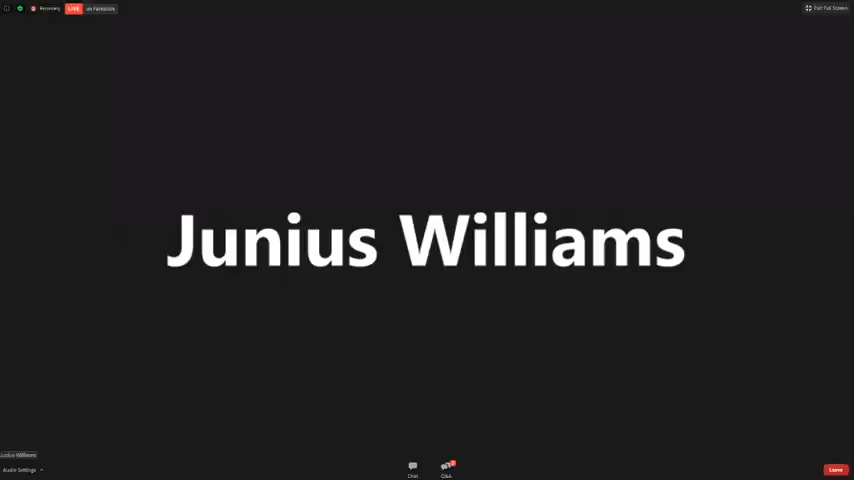 Recording LIVE on Facebook
Exit Full Screen
Junius Williams
Junius Williams
Audio Settings
Chat
Q&A
Leave